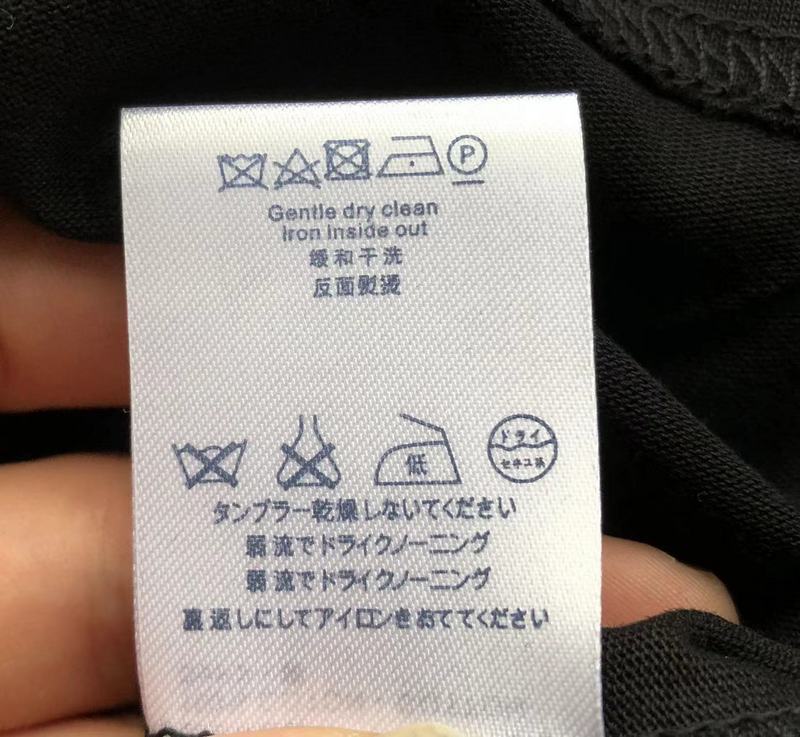 P
Gentle dry clean
Iron inside out
缓和干洗
反面熨烫
低
ドライ
セキユ系
タンブラー乾燥しないてください
弱流でドライクノーニング
弱流でドライクノーニング
裏返しにしてアイロンきおててください